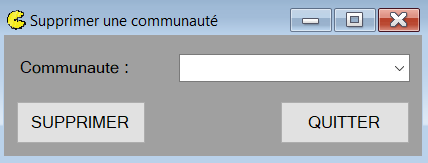 Supprimer une communauté
Communaute :
SUPPRIMER QUITTER